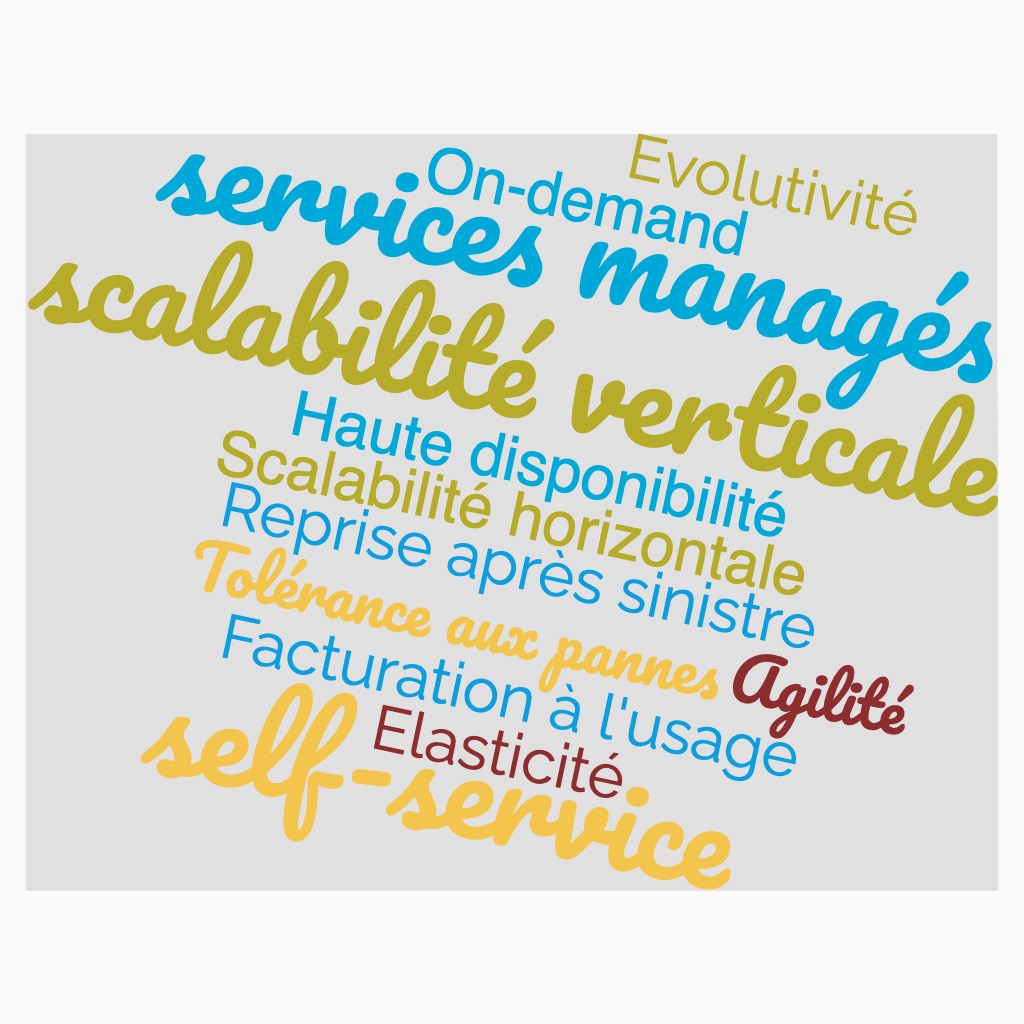 Evolutivité
On-demand
services managés
scalabilité verticale
Haute disponibilité
Scalabilité horizontale
Reprise après sinistre
Tolérance aux pannes
Agilité
Facturation à l'usage
Elasticité
self-service